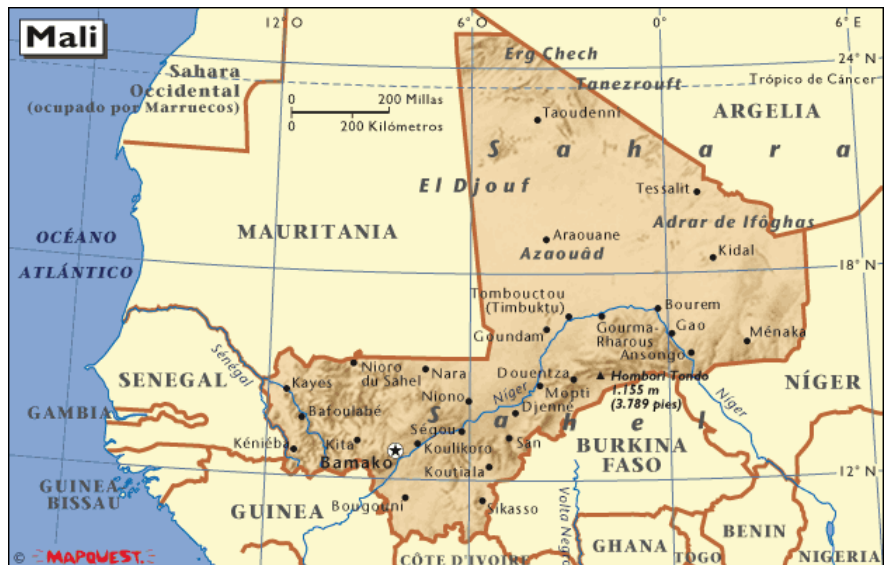 Mali
12° O
6° O
0°
6° E
24° N
Erg Chech
Tanezrouft
Trópico de Cáncer
Sahara
Occidental
(ocupado por Marruecos)
0 200 Millas
0 200 Kilómetros
Taoudenni
ARGELIA
Sahara
El Djouf
Tessalit
MAURITANIA
OCÉANO
ATLÁNTICO
Adrar de Ifôghas
Araouane
Azaouâd
Kidal
18° N
Tombouctou
(Timbuktu)
Bourem
Goundam
Gourma-
Rharous
Gao
Ansongo
Ménaka
SENEGAL
Sénégal
Nioro
du Sahel
Nara
Kayes
Douentza
Hombori Tondo
1.155 m
(3.789 pies)
NÍGER
Niono
Níger
Mopti
Níger
GAMBIA
Bafoulabé
Djenné
Sahel
Ségou
Kéniéba
Kita
Koulikoro
San
BURKINA
FASO
Bamako
Koutiala
12° N
GUINEA
BISSAU
GUINEA
Bougouni
Sikasso
Volta Negro
BENIN
GHANA
TOGO
NIGERIA
CÔTE D'IVOIRE
© MAPQUEST.